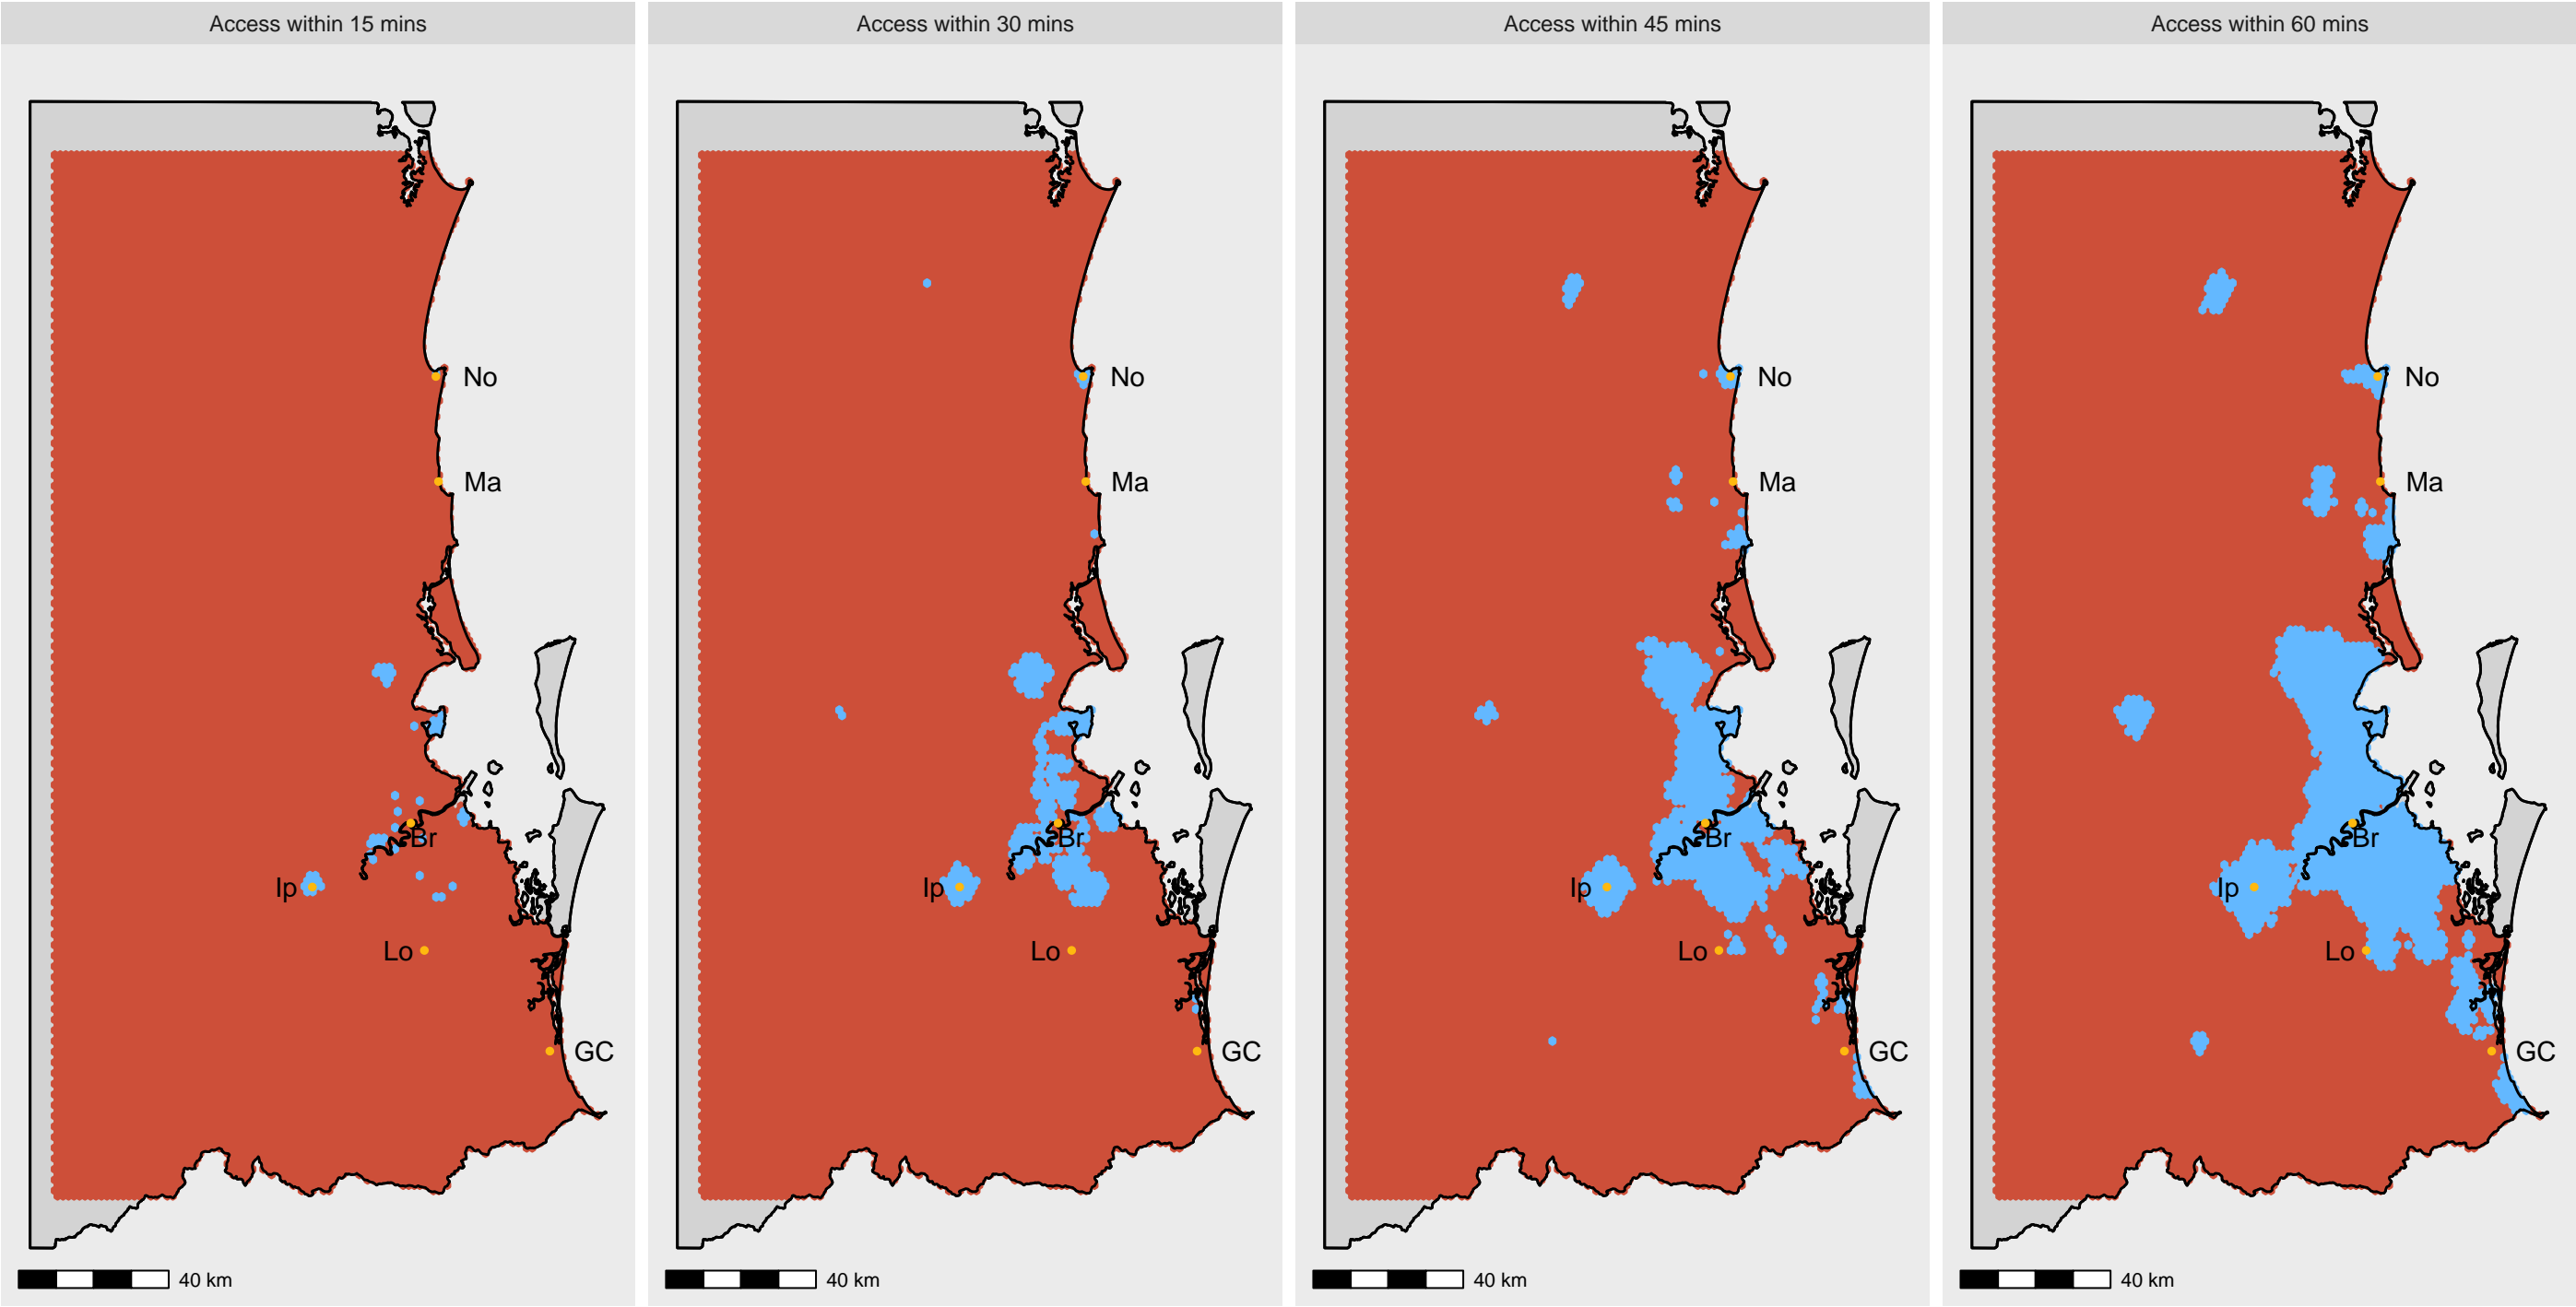 Access within 15 mins
Access within 30 mins
Access within 45 mins
Access within 60 mins
No
Ma
Br
Ip
Lo
GC
40 km
No
Ma
Br
Ip
Lo
GC
40 km
No
Ma
Br
Ip
Lo
GC
40 km
No
Ma
Br
Ip
Lo
GC
40 km